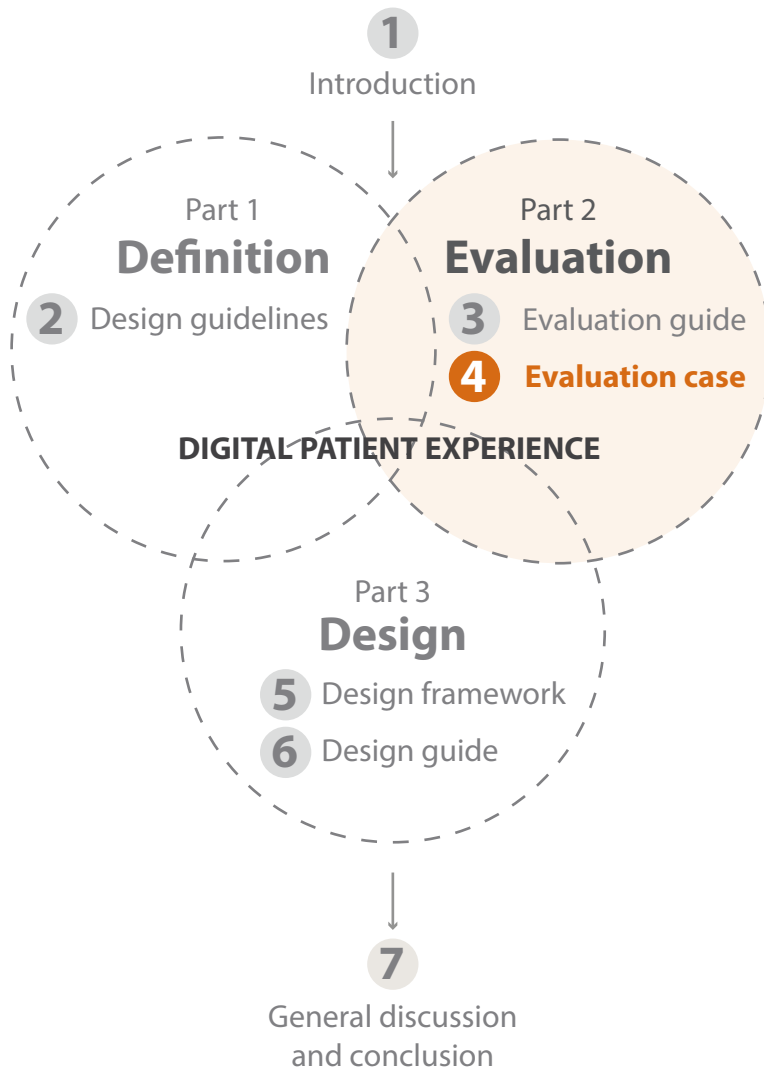 1
Introduction
Part 1
Definition
2 Design guidelines
Part 2
Evaluation
3 Evaluation guide
4 Evaluation case
DIGITAL PATIENT EXPERIENCE
Part 3
Design
5 Design framework
6 Design guide
7
General discussion
and conclusion